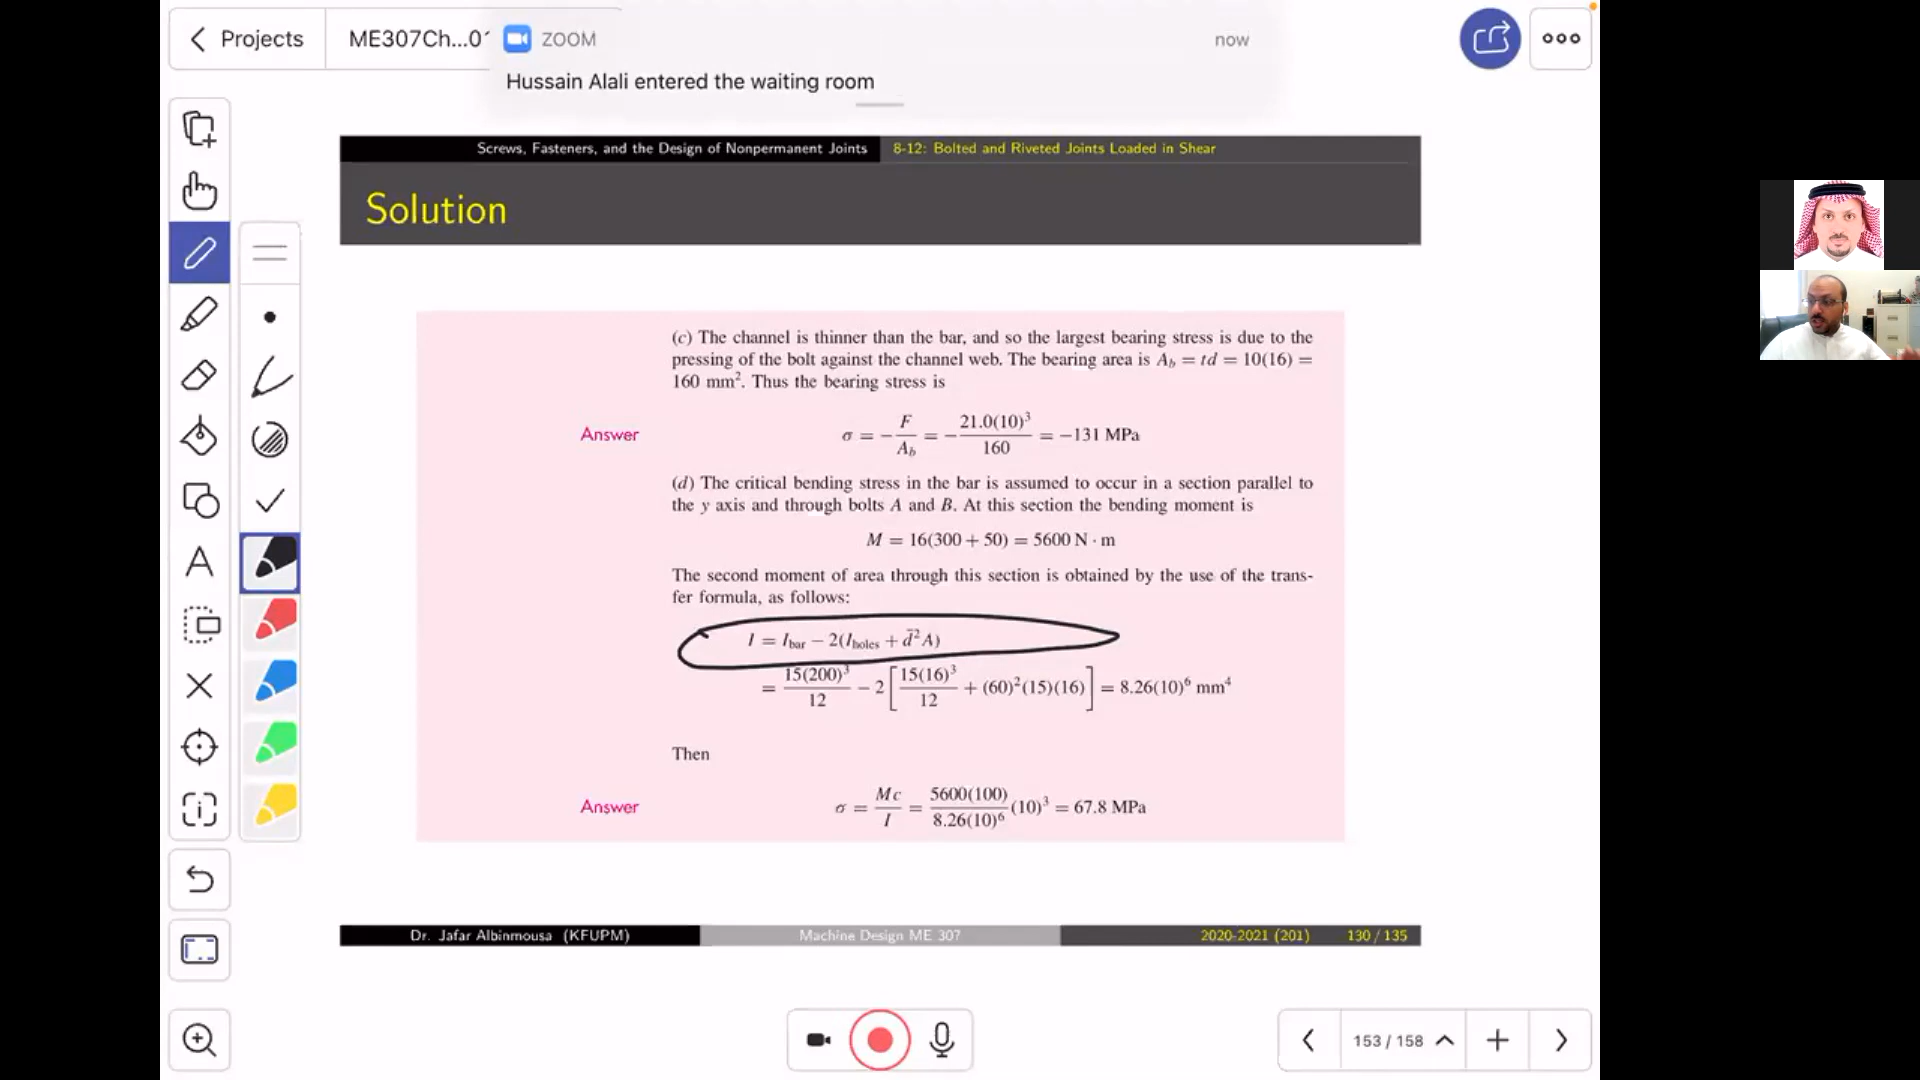 Projects
ME307Ch...0
ZOOM
now
Hussain Alali entered the waiting room
Screws, Fasteners, and the Design of Nonpermanent Joints
8-12: Bolted and Riveted Joints Loaded in Shear
Solution
(c) The channel is thinner than the bar, and so the largest bearing stress is due to the
pressing of the bolt against the channel web. The bearing area is A_b = td = 10(16) =
160 mm². Thus the bearing stress is
Answer σ = −F/A_b = −21.0(10)³/160 = −131 MPa
(d) The critical bending stress in the bar is assumed to occur in a section parallel to
the y axis and through bolts A and B. At this section the bending moment is
M = 16(300 + 50) = 5600 N · m
The second moment of area through this section is obtained by the use of the trans-
fer formula, as follows:
I = I_bar − 2(I_holes + d̄²A)
= 15(200)³/12 − 2[15(16)³/12 + (60)²(15)(16)] = 8.26(10)⁶ mm⁴
Then
Answer σ = Mc/I = 5600(100)/8.26(10)⁶ (10)³ = 67.8 MPa
Dr. Jafar Albinmousa (KFUPM)
Machine Design ME 307
2020-2021 (201)
130 / 135
153 / 158